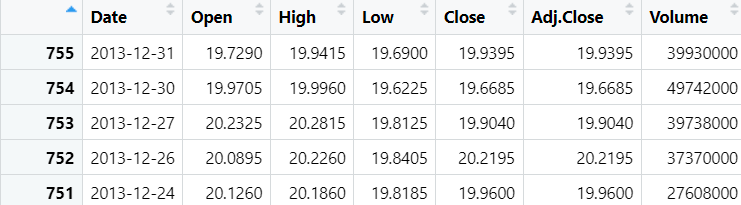 Date Open High Low Close Adj.Close Volume
755 2013-12-31 19.7290 19.9415 19.6900 19.9395 19.9395 39930000
754 2013-12-30 19.9705 19.9960 19.6225 19.6685 19.6685 49742000
753 2013-12-27 20.2325 20.2815 19.8125 19.9040 19.9040 39738000
752 2013-12-26 20.0895 20.2260 19.8405 20.2195 20.2195 37370000
751 2013-12-24 20.1260 20.1860 19.8185 19.9600 19.9600 27608000